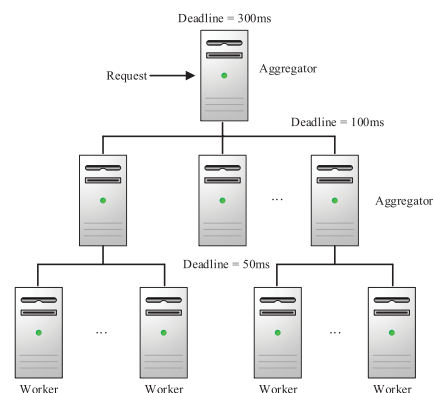 Deadline = 300ms
Request
Aggregator
Deadline = 100ms
...
Aggregator
Deadline = 50ms
...
...
Worker
Worker
Worker
Worker